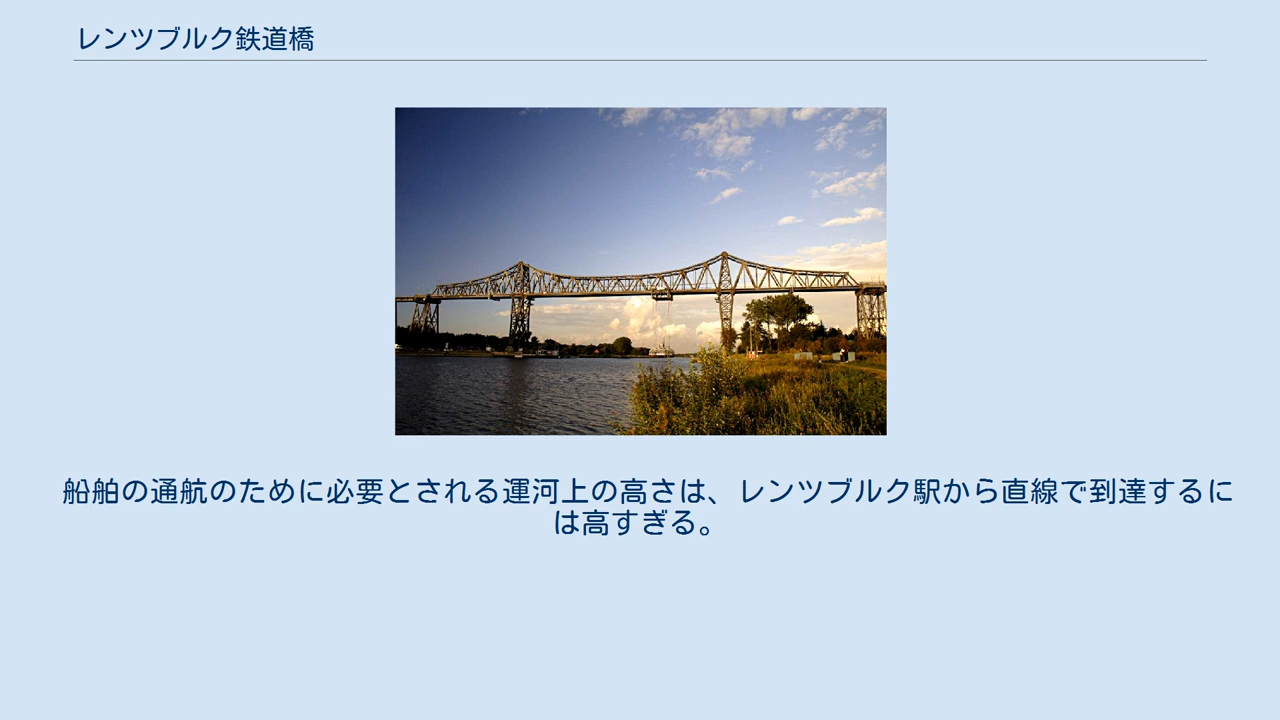 レンツブルク鉄道橋
船舶の通航のために必要とされる運河上の高さは、レンツブルク駅から直線で到達するに
は高すぎる。